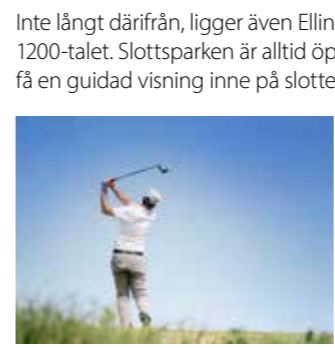 Inte långt därifrån, ligger även Ellin
1200-talet. Slottsparken är alltid öp
få en guidad visning inne på slotte